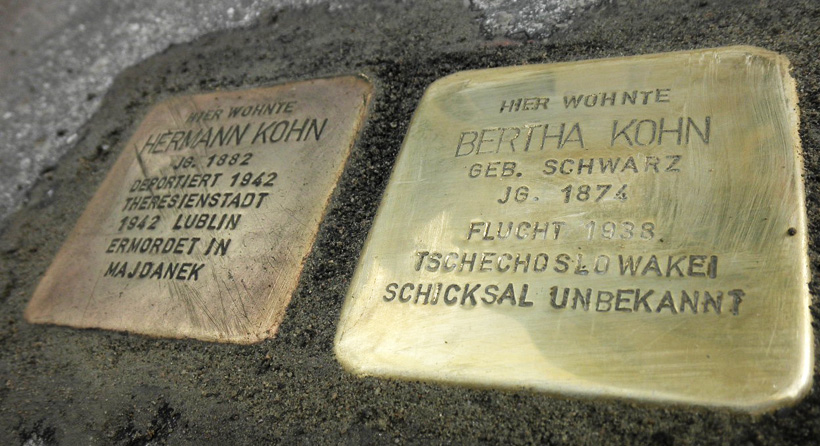 HIER WOHNTE
HERMANN KOHN
JG. 1882
DEPORTIERT 1942
THERESIENSTADT
1942 LUBLIN
ERMORDET IN
MAJDANEK
HIER WOHNTE
BERTHA KOHN
GEB. SCHWARZ
JG. 1874
FLUCHT 1938
TSCHECHOSLOWAKEI
SCHICKSAL UNBEKANNT